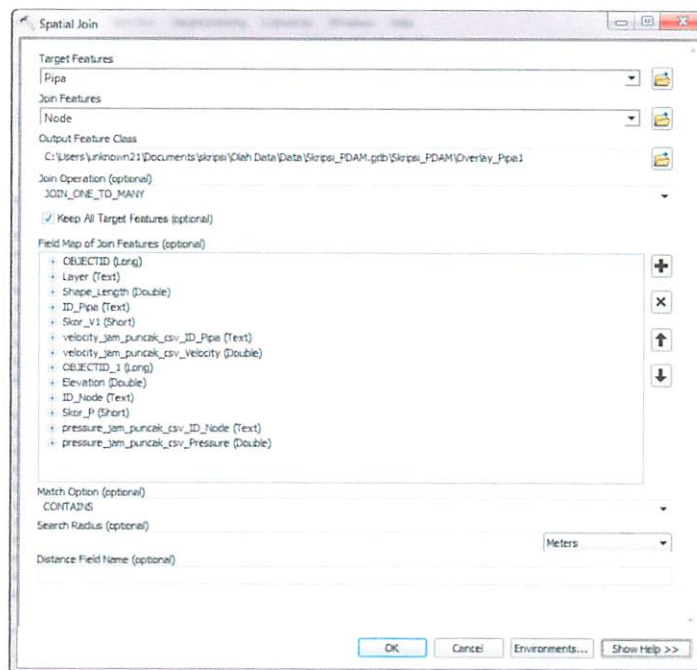 Spatial Join
Target Features
Pipa
Join Features
Node
Output Feature Class
C:\Users\unknown21\Documents\skripsi\Olah Data\Data\Skripsi_PDAM.gdb\Skripsi_PDAM\Overlay_Pipa1
Join Operation (optional)
JOIN_ONE_TO_MANY
Keep All Target Features (optional)
Field Map of Join Features (optional)
OBJECTID (Long)
Layer (Text)
Shape_Length (Double)
ID_Pipa (Text)
Skor_V1 (Short)
velocity_jam_puncak_csv_ID_Pipa (Text)
velocity_jam_puncak_csv_Velocity (Double)
OBJECTID_1 (Long)
Elevation (Double)
ID_Node (Text)
Skor_P (Short)
pressure_jam_puncak_csv_ID_Node (Text)
pressure_jam_puncak_csv_Pressure (Double)
Match Option (optional)
CONTAINS
Search Radius (optional)
Meters
Distance Field Name (optional)
OK Cancel Environments... Show Help >>